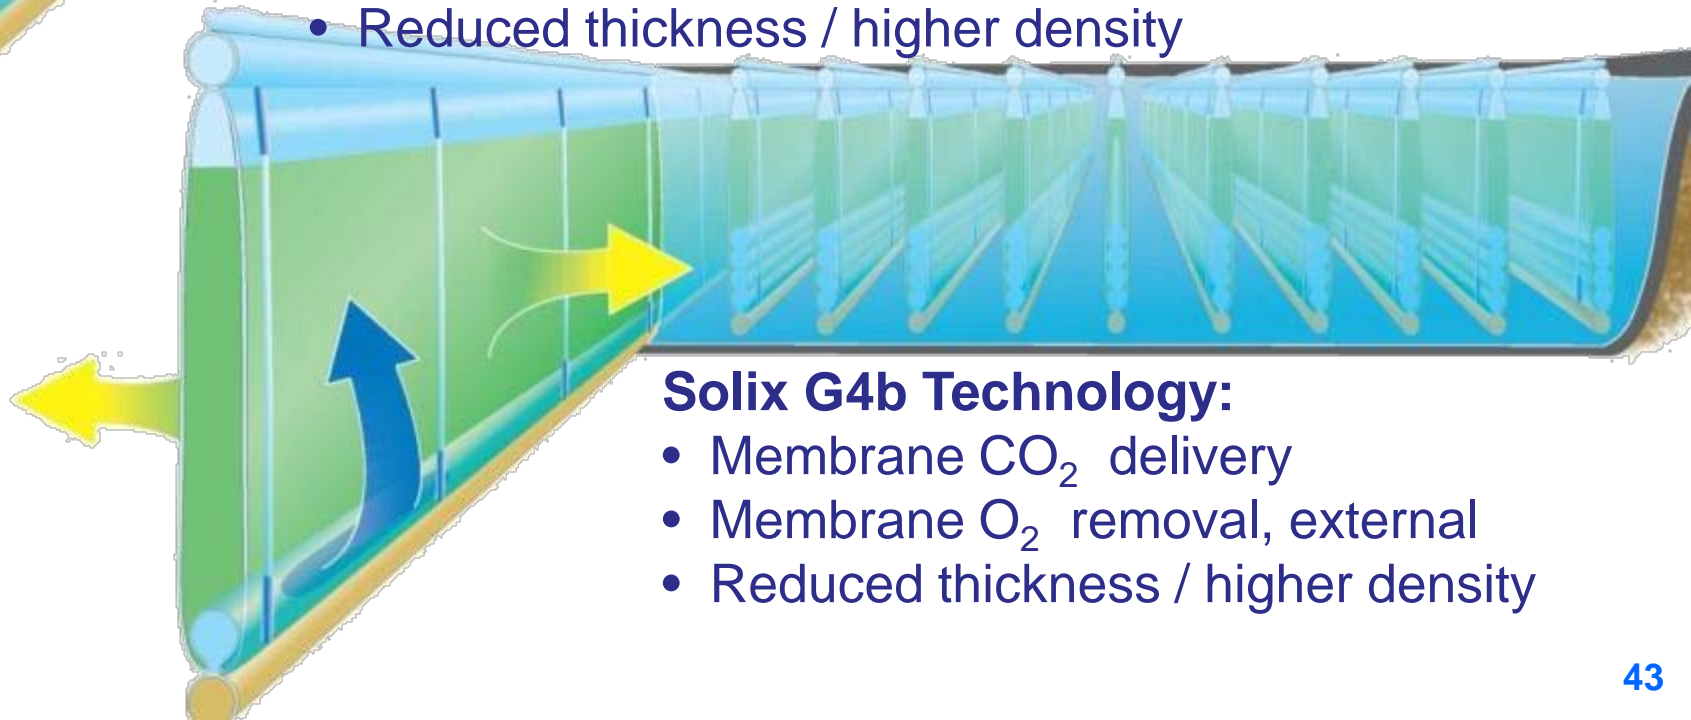 • Reduced thickness / higher density
Solix G4b Technology:
• Membrane CO₂ delivery
• Membrane O₂ removal, external
• Reduced thickness / higher density
43